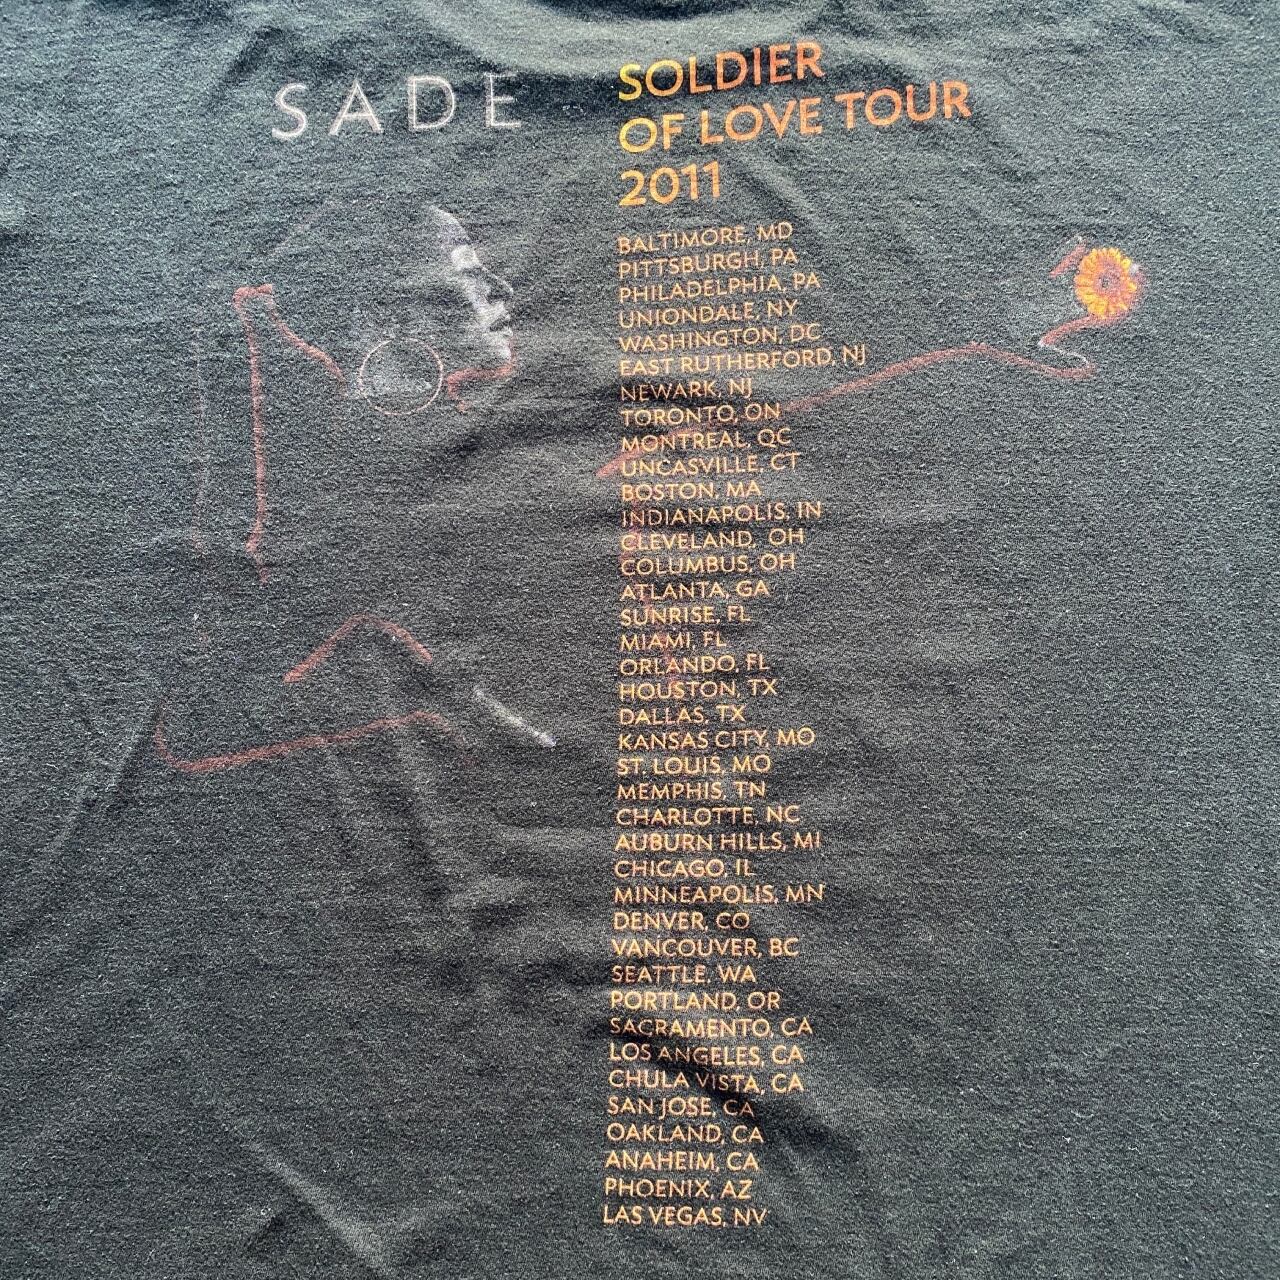 SADE
SOLDIER
OF LOVE TOUR
2011
BALTIMORE, MD
PITTSBURGH, PA
PHILADELPHIA, PA
UNIONDALE, NY
WASHINGTON, DC
EAST RUTHERFORD, NJ
NEWARK, NJ
TORONTO, ON
MONTREAL, QC
UNCASVILLE, CT
BOSTON, MA
INDIANAPOLIS, IN
CLEVELAND, OH
COLUMBUS, OH
ATLANTA, GA
SUNRISE, FL
MIAMI, FL
ORLANDO, FL
HOUSTON, TX
DALLAS, TX
KANSAS CITY, MO
ST. LOUIS, MO
MEMPHIS, TN
CHARLOTTE, NC
AUBURN HILLS, MI
CHICAGO, IL
MINNEAPOLIS, MN
DENVER, CO
VANCOUVER, BC
SEATTLE, WA
PORTLAND, OR
SACRAMENTO, CA
LOS ANGELES, CA
CHULA VISTA, CA
SAN JOSE, CA
OAKLAND, CA
ANAHEIM, CA
PHOENIX, AZ
LAS VEGAS, NV